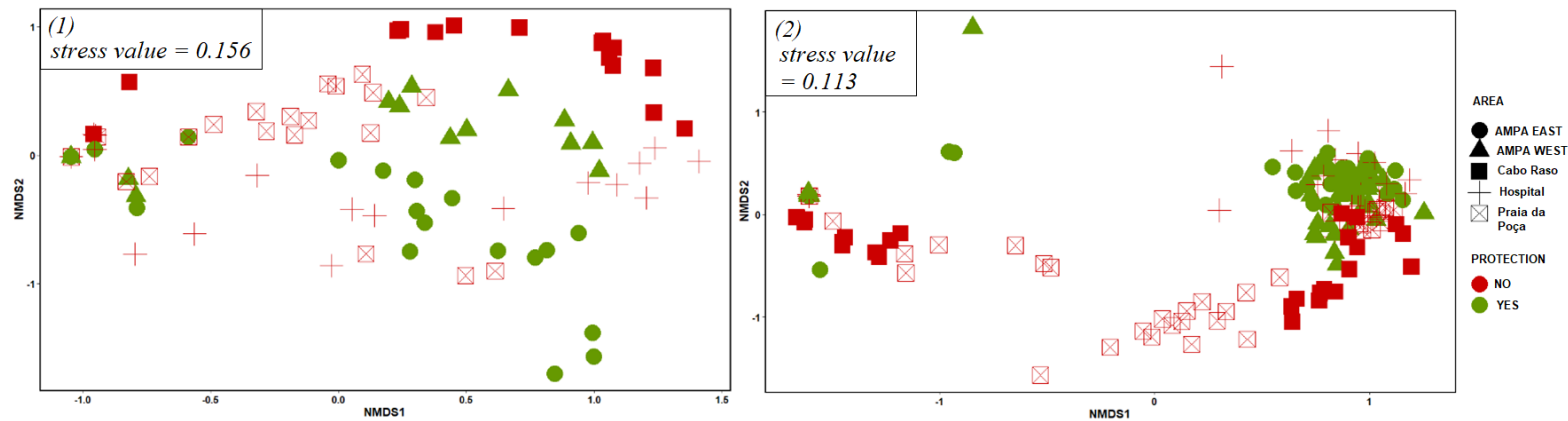 (1)
stress value = 0.156
1
0
-1
NMDS2
-1.0
-0.5
0.0
0.5
1.0
1.5
NMDS1
(2)
stress value
= 0.113
1
0
-1
NMDS2
-1
0
1
NMDS1
AREA
AMPA EAST
AMPA WEST
Cabo Raso
Hospital
Praia da
Poça
PROTECTION
NO
YES